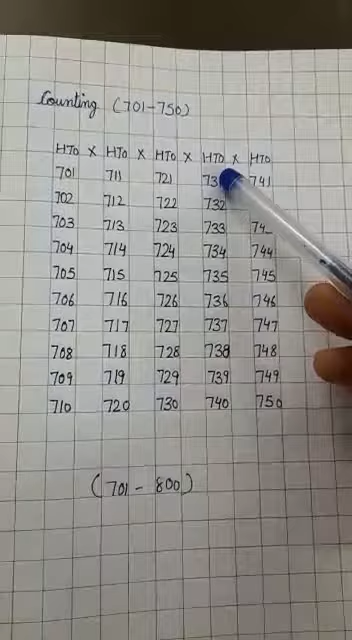 Counting (701-750)
HTO × HTO × HTO × HTO × HTO
701 711 721 741
702 712 722 732
703 713 723 733
704 714 724 734 744
705 715 725 735 745
706 716 726 736 746
707 717 727 737 747
708 718 728 738 748
709 719 729 739 749
710 720 730 740 750
(701 - 800)